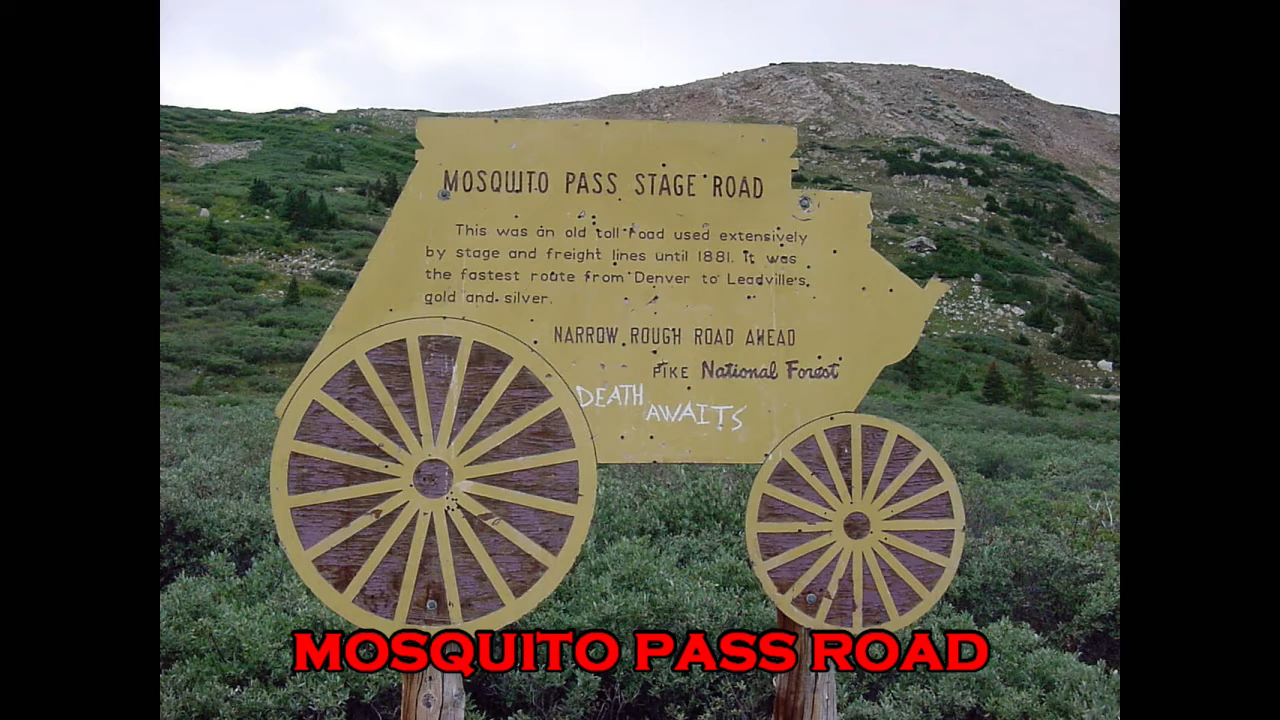 MOSQUITO PASS STAGE ROAD
This was an old toll road used extensively
by stage and freight lines until 1881. It was
the fastest route from Denver to Leadville's
gold and silver.
NARROW ROUGH ROAD AHEAD
PIKE National Forest
DEATH
AWAITS
MOSQUITO PASS ROAD